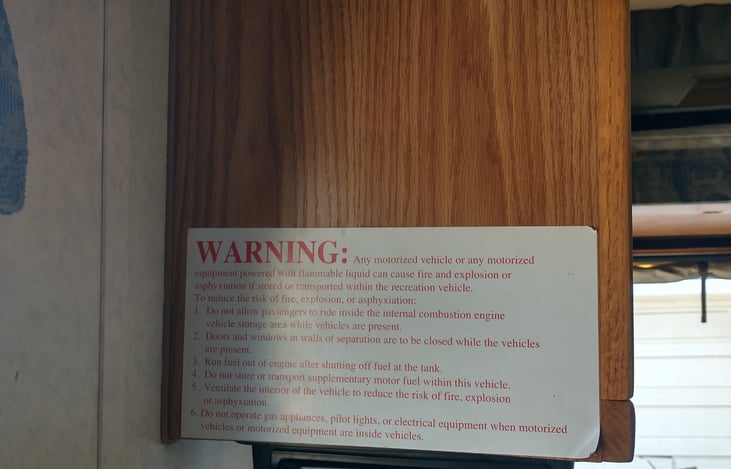 WARNING: Any motorized vehicle or any motorized
equipment powered with flammable liquid can cause fire and explosion or
asphyxiation if stored or transported within the recreation vehicle.
To reduce the risk of fire, explosion, or asphyxiation:
1. Do not allow passengers to ride inside the internal combustion engine
vehicle storage area while vehicles are present.
2. Doors and windows in walls of separation are to be closed while the vehicles
are present.
3. Run fuel out of engine after shutting off fuel at the tank.
4. Do not store or transport supplementary motor fuel within this vehicle.
5. Ventilate the interior of the vehicle to reduce the risk of fire, explosion
or asphyxiation.
6. Do not operate gas appliances, pilot lights, or electrical equipment when motorized
vehicles or motorized equipment are inside vehicles.